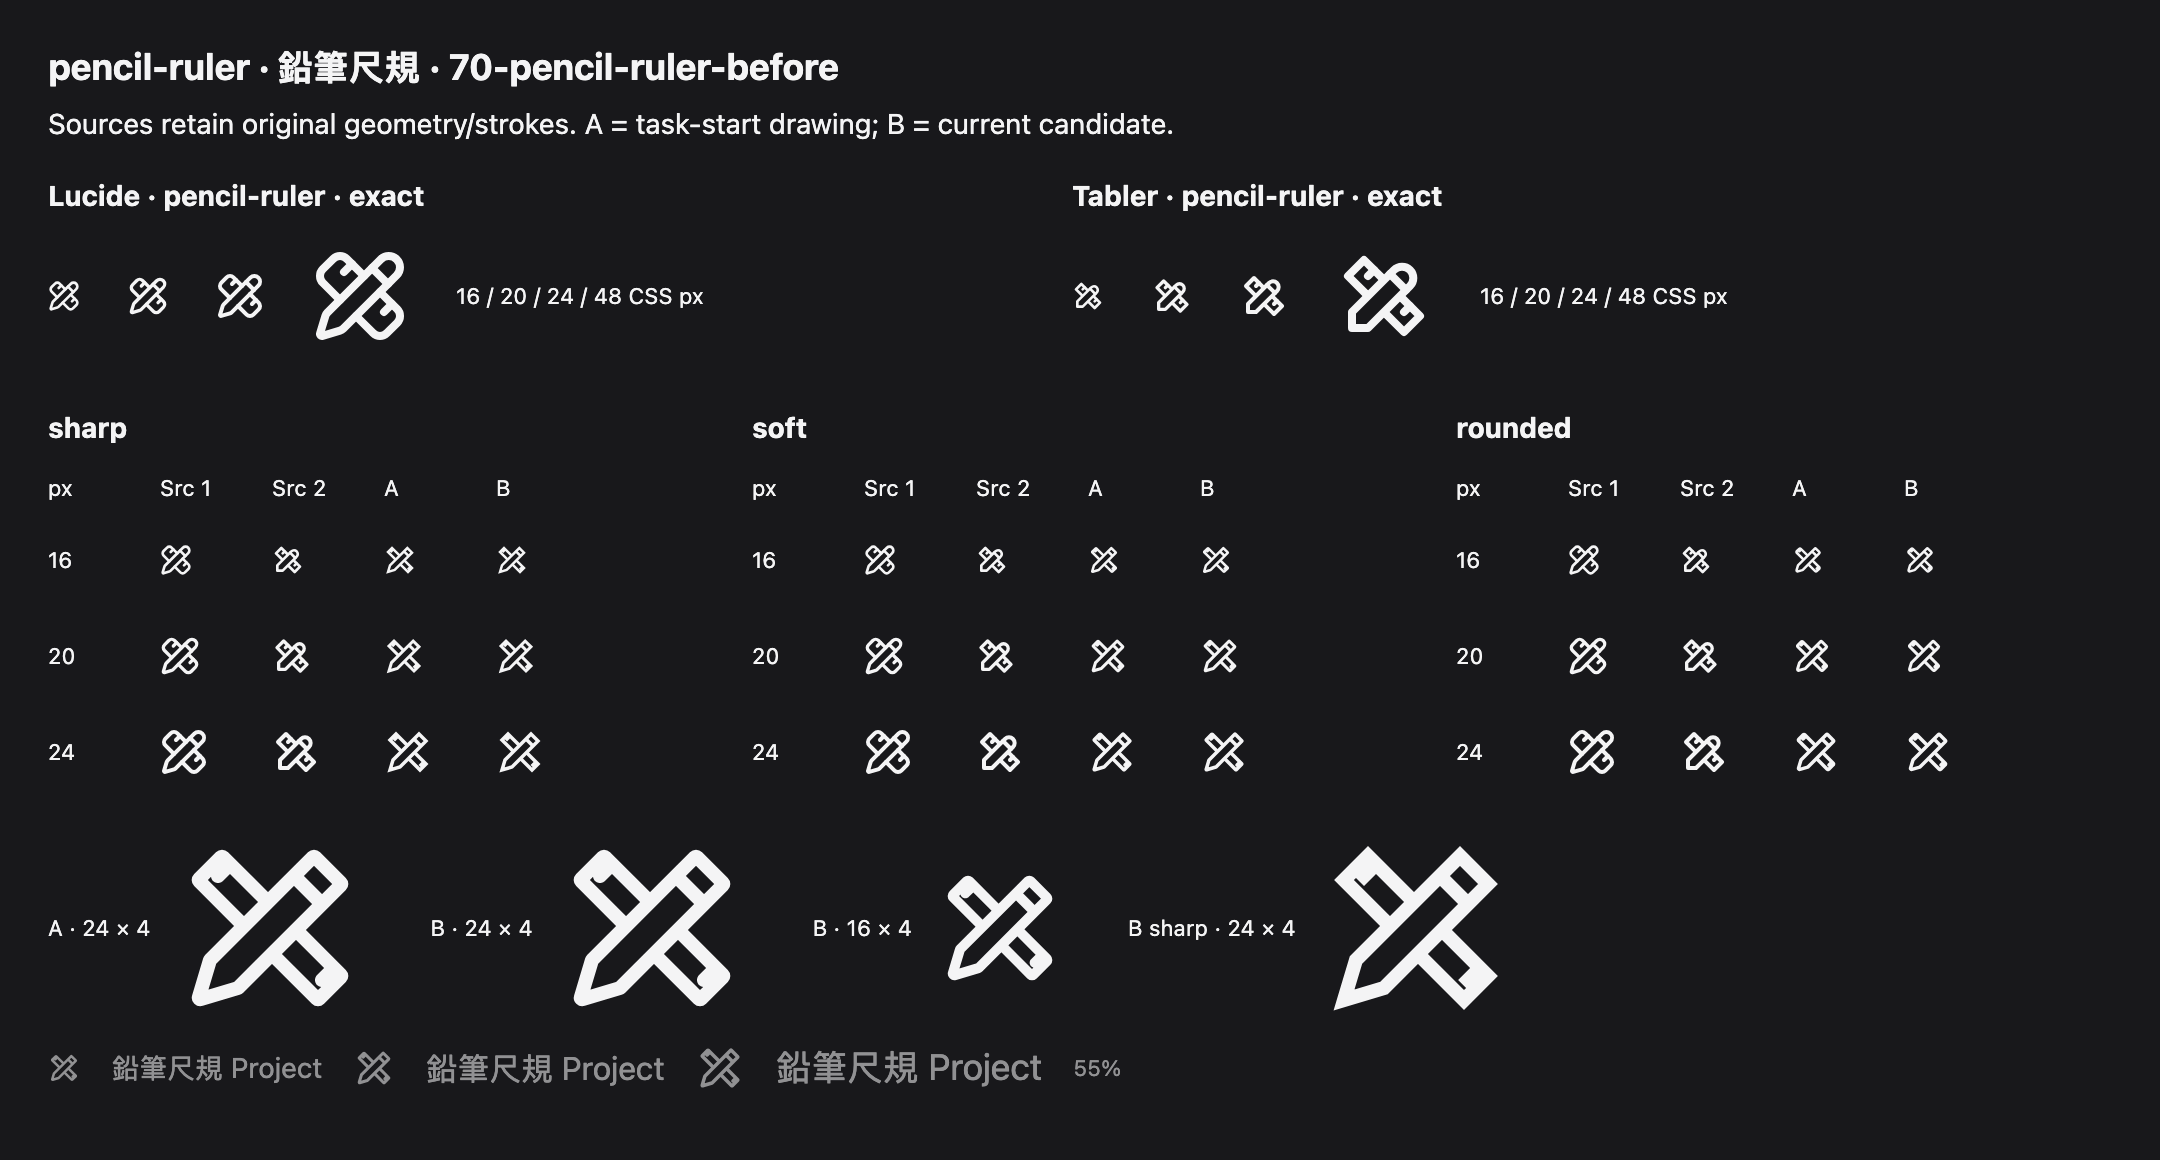 pencil-ruler · 鉛筆尺規 · 70-pencil-ruler-before
Sources retain original geometry/strokes. A = task-start drawing; B = current candidate.
Lucide · pencil-ruler · exact
Tabler · pencil-ruler · exact
16 / 20 / 24 / 48 CSS px
16 / 20 / 24 / 48 CSS px
sharp
soft
rounded
px Src 1 Src 2 A B
px Src 1 Src 2 A B
px Src 1 Src 2 A B
16
16
16
20
20
20
24
24
24
A · 24 × 4
B · 24 × 4
B · 16 × 4
B sharp · 24 × 4
鉛筆尺規 Project
鉛筆尺規 Project
鉛筆尺規 Project
55%